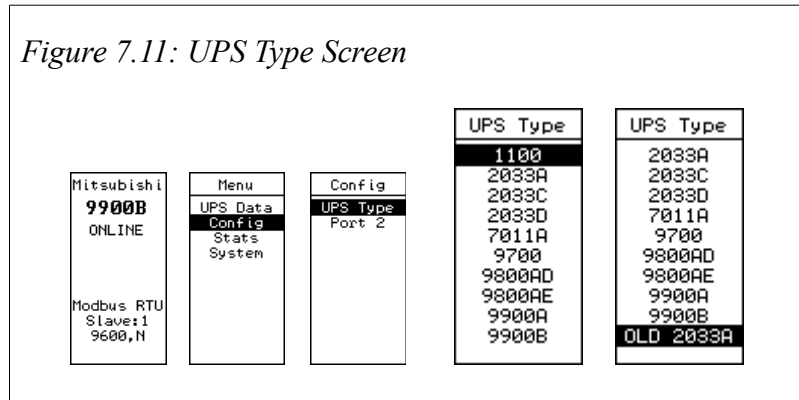 Figure 7.11: UPS Type Screen
Mitsubishi
9900B
ONLINE
Modbus RTU
Slave:1
9600,N
Menu
UPS Data
Config
Stats
System
Config
UPS Type
Port 2
UPS Type
1100
2033A
2033C
2033D
7011A
9700
9800AD
9800AE
9900A
9900B
UPS Type
2033A
2033C
2033D
7011A
9700
9800AD
9800AE
9900A
9900B
OLD 2033A